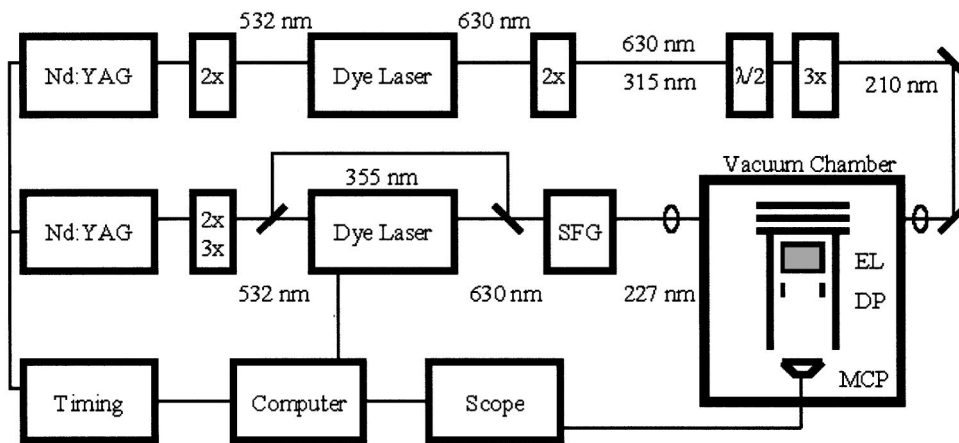 532 nm
630 nm
Nd:YAG
2x
Dye Laser
2x
630 nm
315 nm
λ/2
3x
210 nm
Vacuum Chamber
355 nm
Nd:YAG
2x
3x
Dye Laser
SFG
532 nm
630 nm
227 nm
EL
DP
MCP
Timing
Computer
Scope